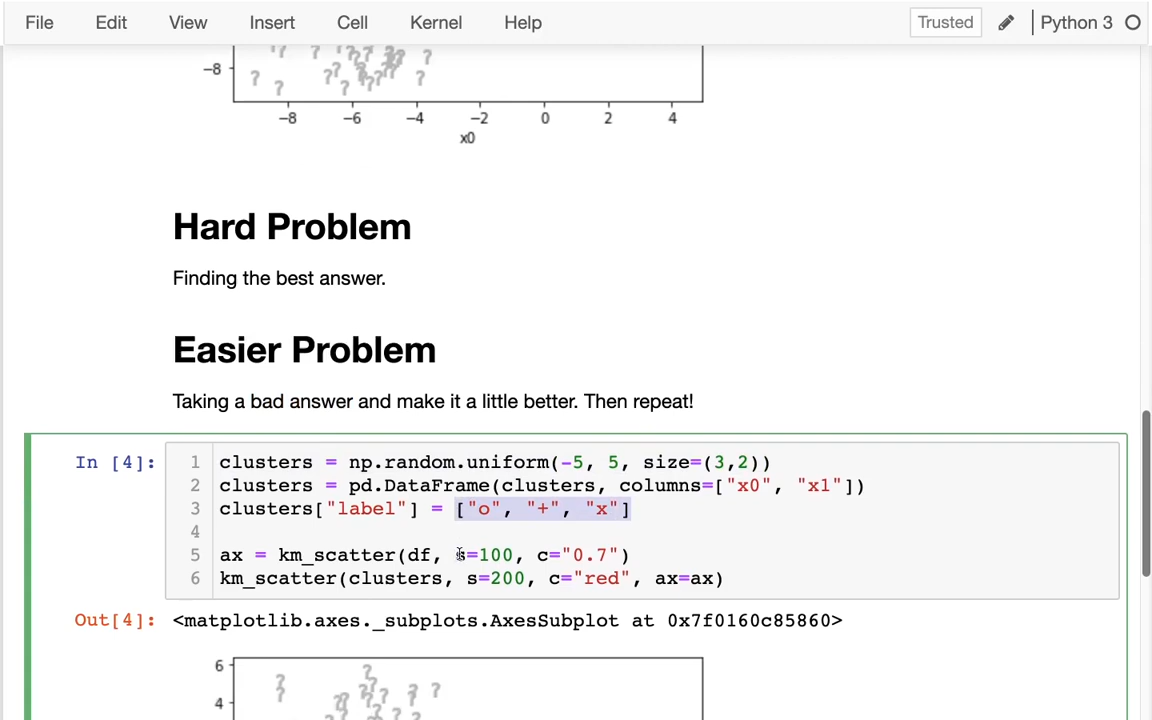 File Edit View Insert Cell Kernel Help Trusted Python 3
-8
? ? ? ? ? ? ? ? ? ? ? ? ? ? ? ? ? ?
−8 −6 −4 −2 0 2 4
x0
Hard Problem
Finding the best answer.
Easier Problem
Taking a bad answer and make it a little better. Then repeat!
In [4]:
1 clusters = np.random.uniform(-5, 5, size=(3,2))
2 clusters = pd.DataFrame(clusters, columns=["x0", "x1"])
3 clusters["label"] = ["o", "+", "x"]
4
5 ax = km_scatter(df, s=100, c="0.7")
6 km_scatter(clusters, s=200, c="red", ax=ax)
Out[4]: <matplotlib.axes._subplots.AxesSubplot at 0x7f0160c85860>
6
4